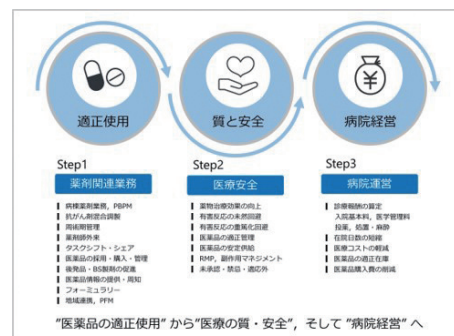 適正使用
質と安全
¥
病院経営
Step1
薬剤関連業務
病棟薬剤業務，PBPM
抗がん剤混合調製
周術期管理
薬剤師外来
タスクシフト・シェア
医薬品の採用・購入・管理
後発品・BS製剤の促進
医薬品情報の提供・周知
フォーミュラリー
地域連携，PFM
Step2
医療安全
薬物治療効果の向上
有害反応の未然回避
有害反応の重篤化回避
医薬品の適正管理
医薬品の安定供給
RMP，副作用マネジメント
未承認・禁忌・適応外
Step3
病院運営
診療報酬の算定
入院基本料，医学管理料
投薬，処置・麻酔
在院日数の短縮
医療コストの削減
医薬品の適正在庫
医薬品購入費の削減
"医薬品の適正使用" から"医療の質・安全"，そして "病院経営" へ